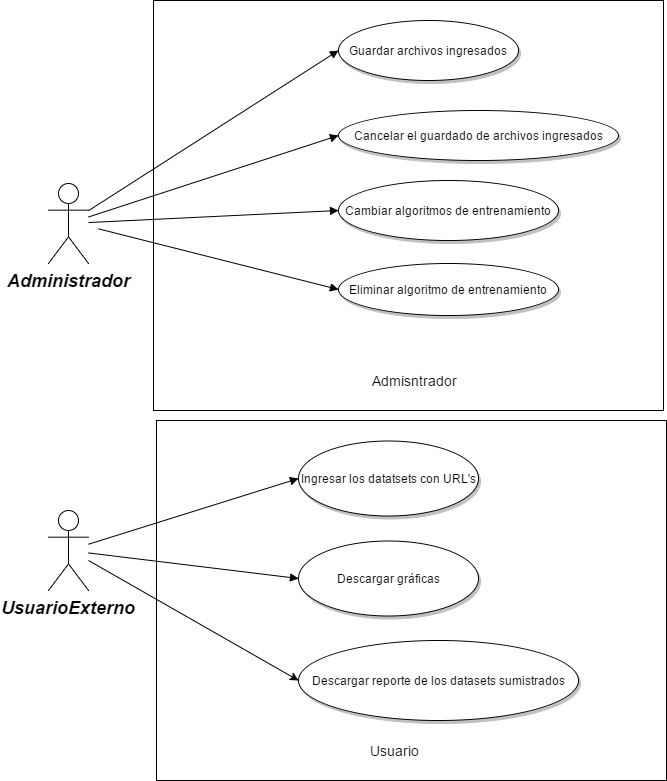 Guardar archivos ingresados
Cancelar el guardado de archivos ingresados
Cambiar algoritmos de entrenamiento
Administrador
Eliminar algoritmo de entrenamiento
Admisntrador
Ingresar los datatsets con URL's
Descargar gráficas
UsuarioExterno
Descargar reporte de los datasets sumistrados
Usuario